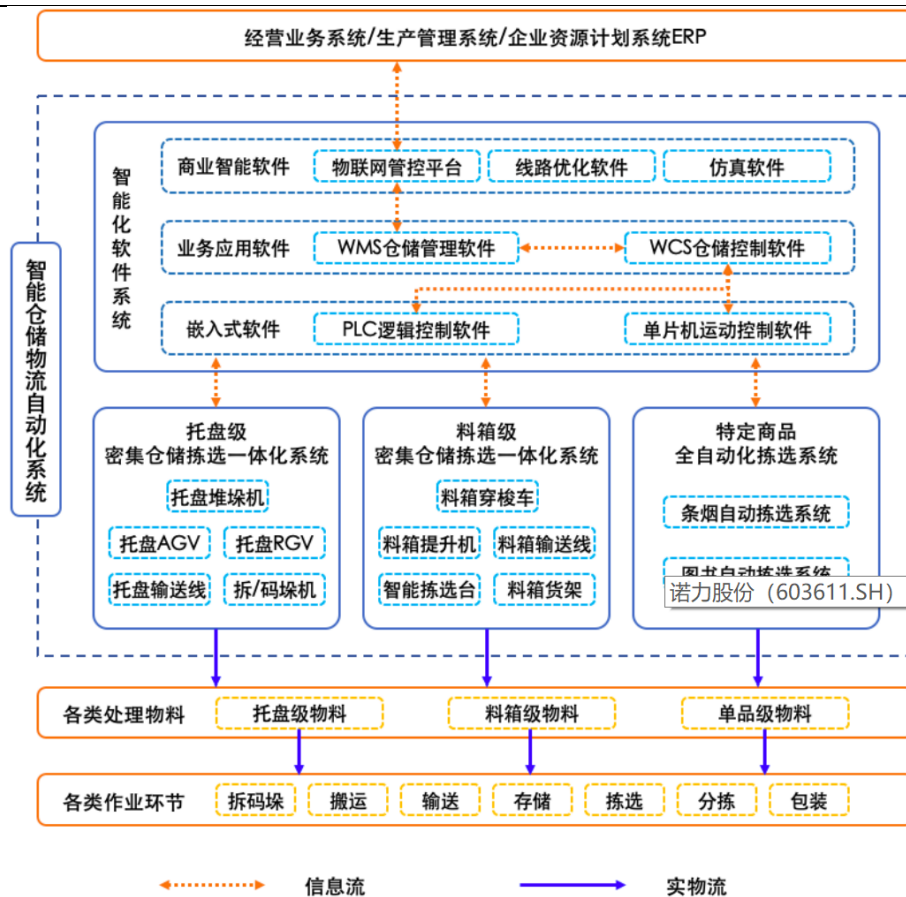 经营业务系统/生产管理系统/企业资源计划系统ERP
智能仓储物流自动化系统
智能化软件系统
商业智能软件
物联网管控平台
线路优化软件
仿真软件
业务应用软件
WMS仓储管理软件
WCS仓储控制软件
嵌入式软件
PLC逻辑控制软件
单片机运动控制软件
托盘级
密集仓储拣选一体化系统
托盘堆垛机
托盘AGV
托盘RGV
托盘输送线
拆/码垛机
料箱级
密集仓储拣选一体化系统
料箱穿梭车
料箱提升机
料箱输送线
智能拣选台
料箱货架
特定商品
全自动化拣选系统
条烟自动拣选系统
图书自动拣选系统
诺力股份（603611.SH）
各类处理物料
托盘级物料
料箱级物料
单品级物料
各类作业环节
拆码垛
搬运
输送
存储
拣选
分拣
包装
信息流
实物流